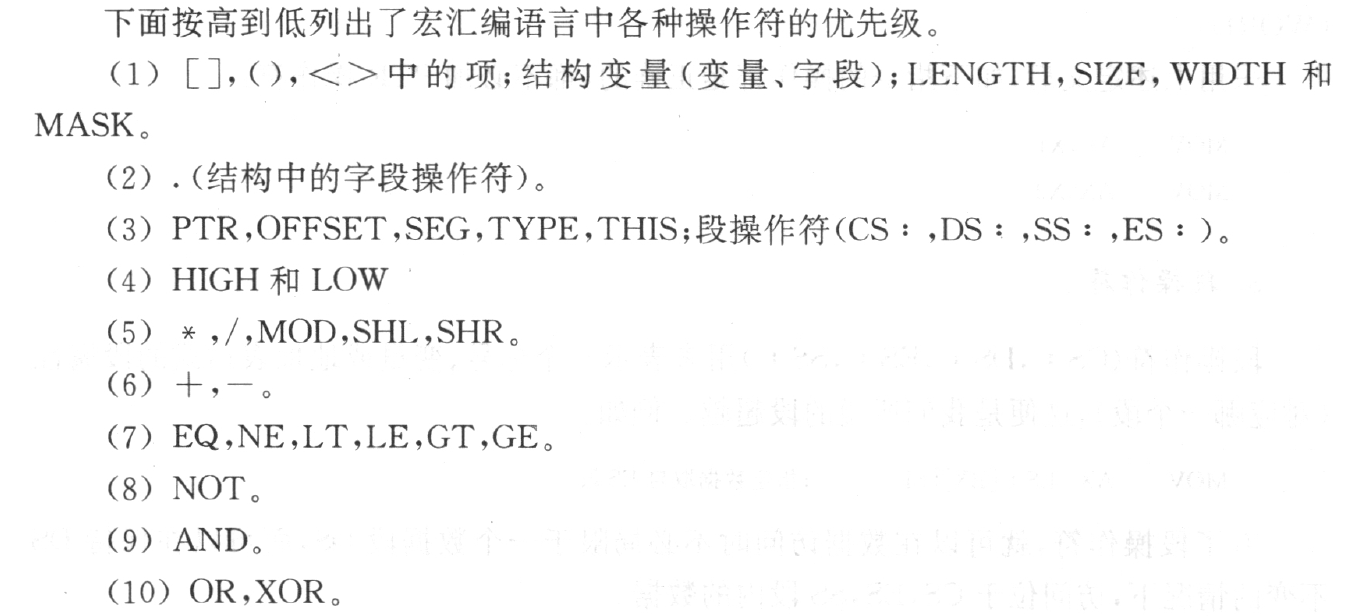 下面按高到低列出了宏汇编语言中各种操作符的优先级。
(1) [],(),<>中的项;结构变量(变量、字段);LENGTH,SIZE,WIDTH 和
MASK。
(2) .(结构中的字段操作符)。
(3) PTR,OFFSET,SEG,TYPE,THIS;段操作符(CS:,DS:,SS:,ES:)。
(4) HIGH 和 LOW
(5) *,/,MOD,SHL,SHR。
(6) +,-。
(7) EQ,NE,LT,LE,GT,GE。
(8) NOT。
(9) AND。
(10) OR,XOR。